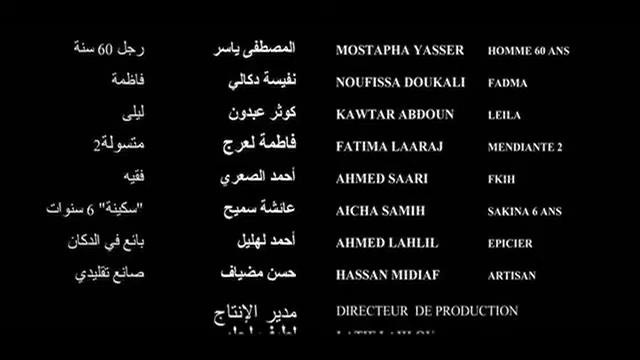 رجل 60 سنة المصطفى ياسر MOSTAPHA YASSER HOMME 60 ANS
فاظمة نفيسة دكالي NOUFISSA DOUKALI FADMA
ليلى كوثر عبدون KAWTAR ABDOUN LEILA
متسولة2 فاطمة لعرج FATIMA LAARAJ MENDIANTE 2
فقيه أحمد الصعري AHMED SAARI FKIH
"سكينة" 6 سنوات عائشة سميح AICHA SAMIH SAKINA 6 ANS
بائع في الدكان أحمد لهليل AHMED LAHLIL EPICIER
صانع تقليدي حسن مضياف HASSAN MIDIAF ARTISAN
مدير الإنتاج DIRECTEUR DE PRODUCTION